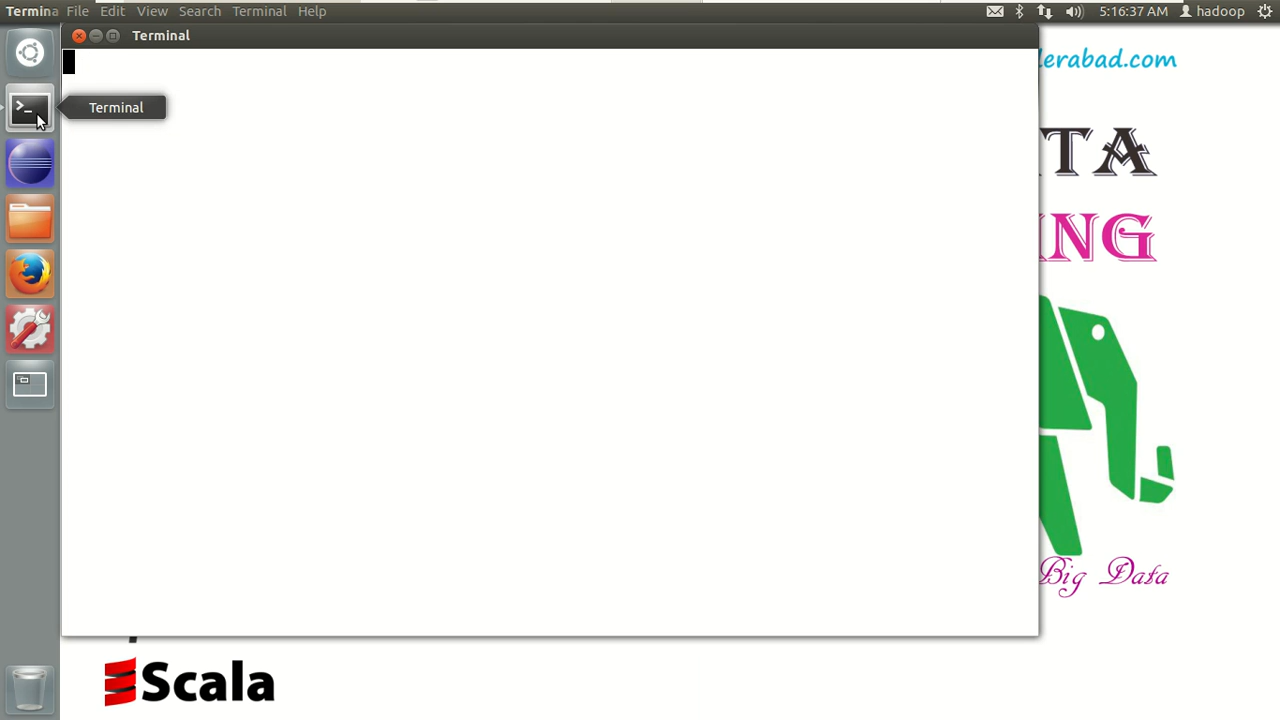 Termina File Edit View Search Terminal Help 5:16:37 AM hadoop
Terminal
lerabad.com
Terminal
TA
ING
Big Data
Scala